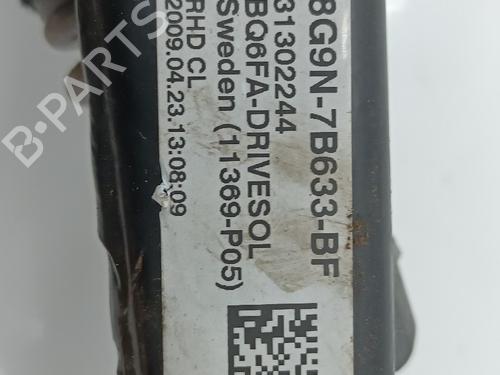 8G9N-7B633-BF
31302244
BQ6FA-DRIVESOL
Sweden (11369-P05)
RHD CL
2009.04.23.13:08:09
B-PARTS